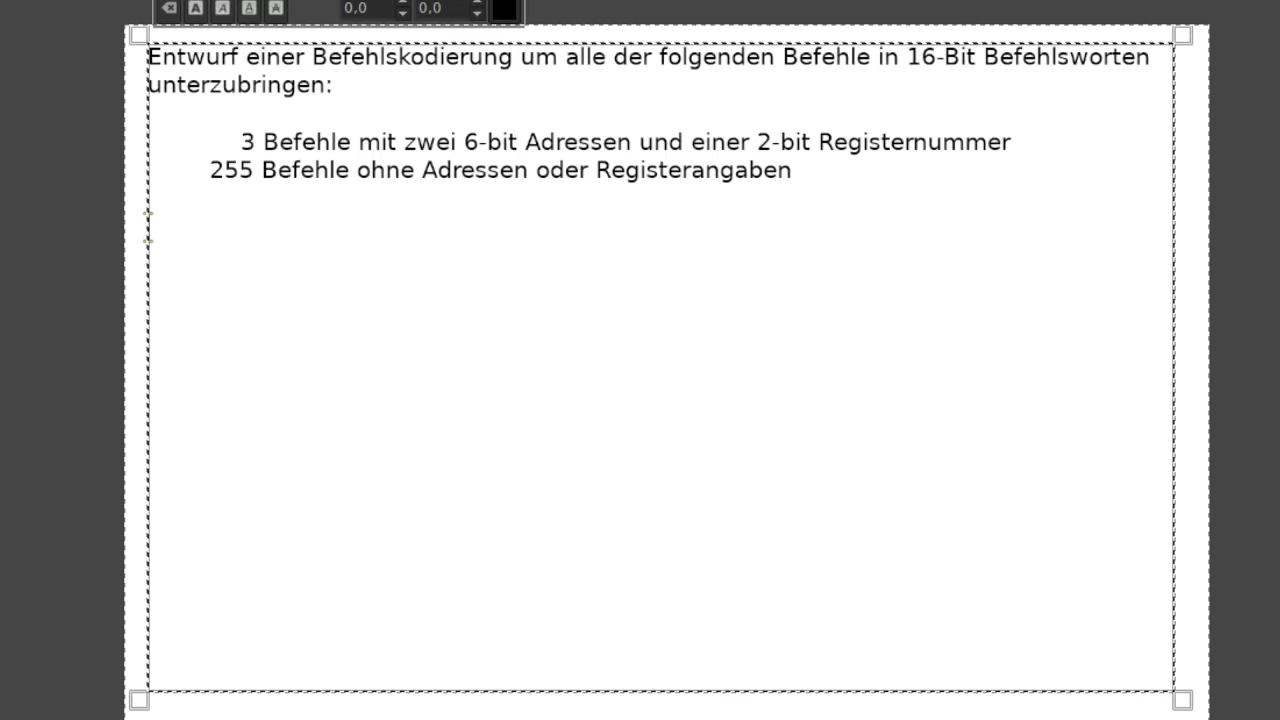 0,0 0,0
Entwurf einer Befehlskodierung um alle der folgenden Befehle in 16-Bit Befehlsworten
unterzubringen:
3 Befehle mit zwei 6-bit Adressen und einer 2-bit Registernummer
255 Befehle ohne Adressen oder Registerangaben